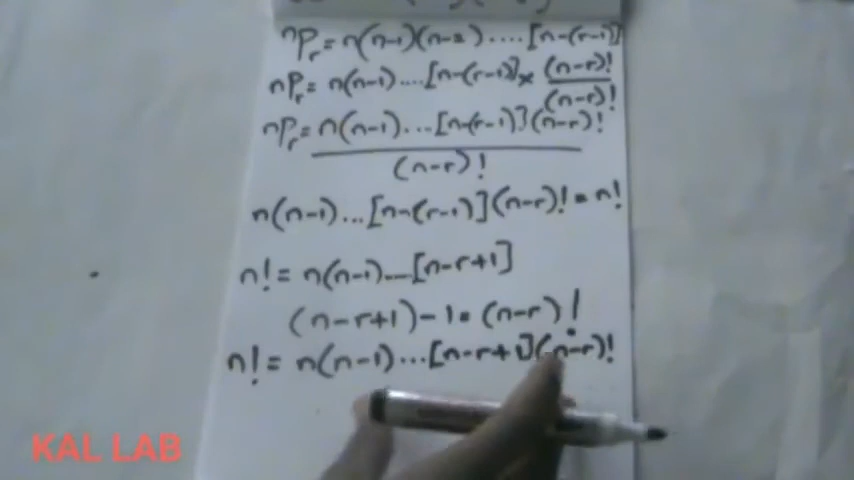 nPr = n(n-1)(n-2) .... [n-(r-1)]
nPr = n(n-1) ....[n-(r-1)] × (n-r)! / (n-r)!
nPr = n(n-1)...[n-(r-1)](n-r)! / (n-r)!
n(n-1)...[n-(r-1)](n-r)! = n!
n! = n(n-1)....[n-r+1]
(n-r+1)-1 = (n-r)!
n! = n(n-1)...[n-r+1](n-r)!
KAL LAB